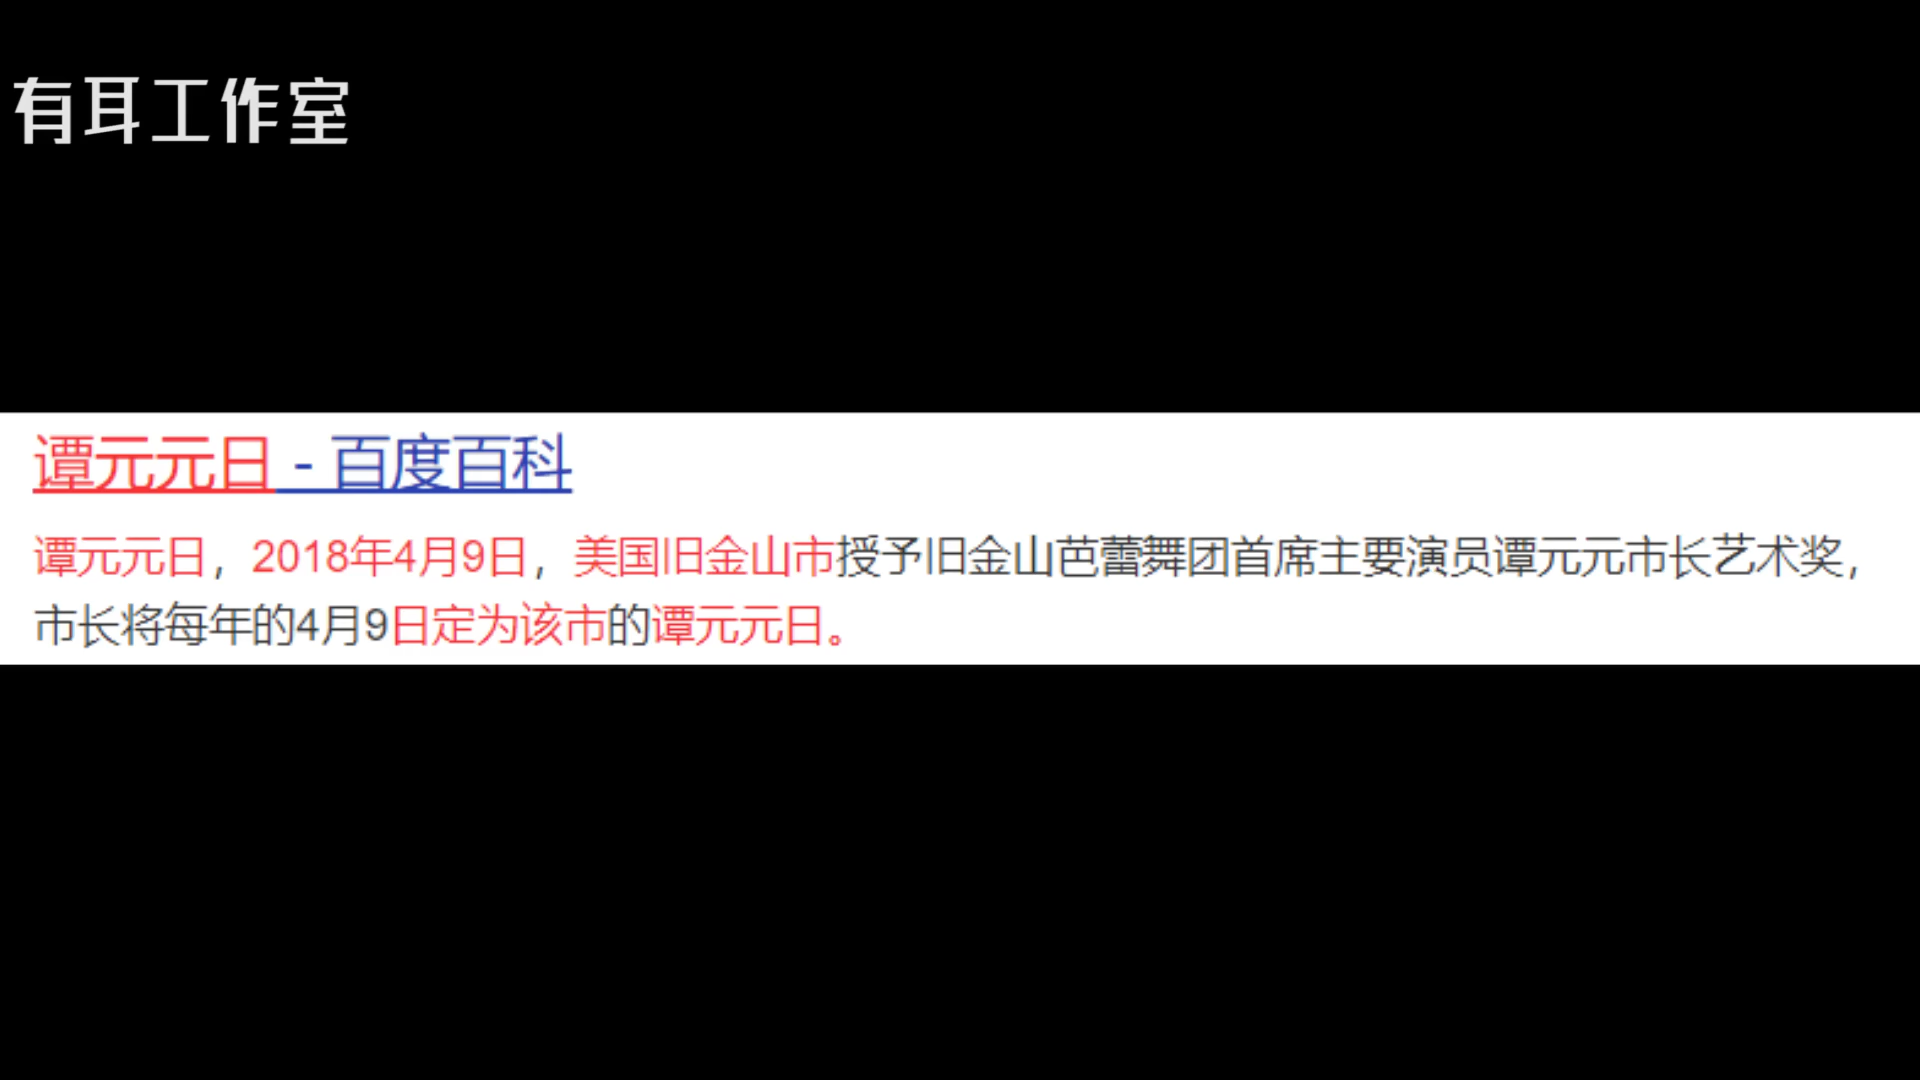 有耳工作室
谭元元日 - 百度百科
谭元元日，2018年4月9日，美国旧金山市授予旧金山芭蕾舞团首席主要演员谭元元市长艺术奖，
市长将每年的4月9日定为该市的谭元元日。